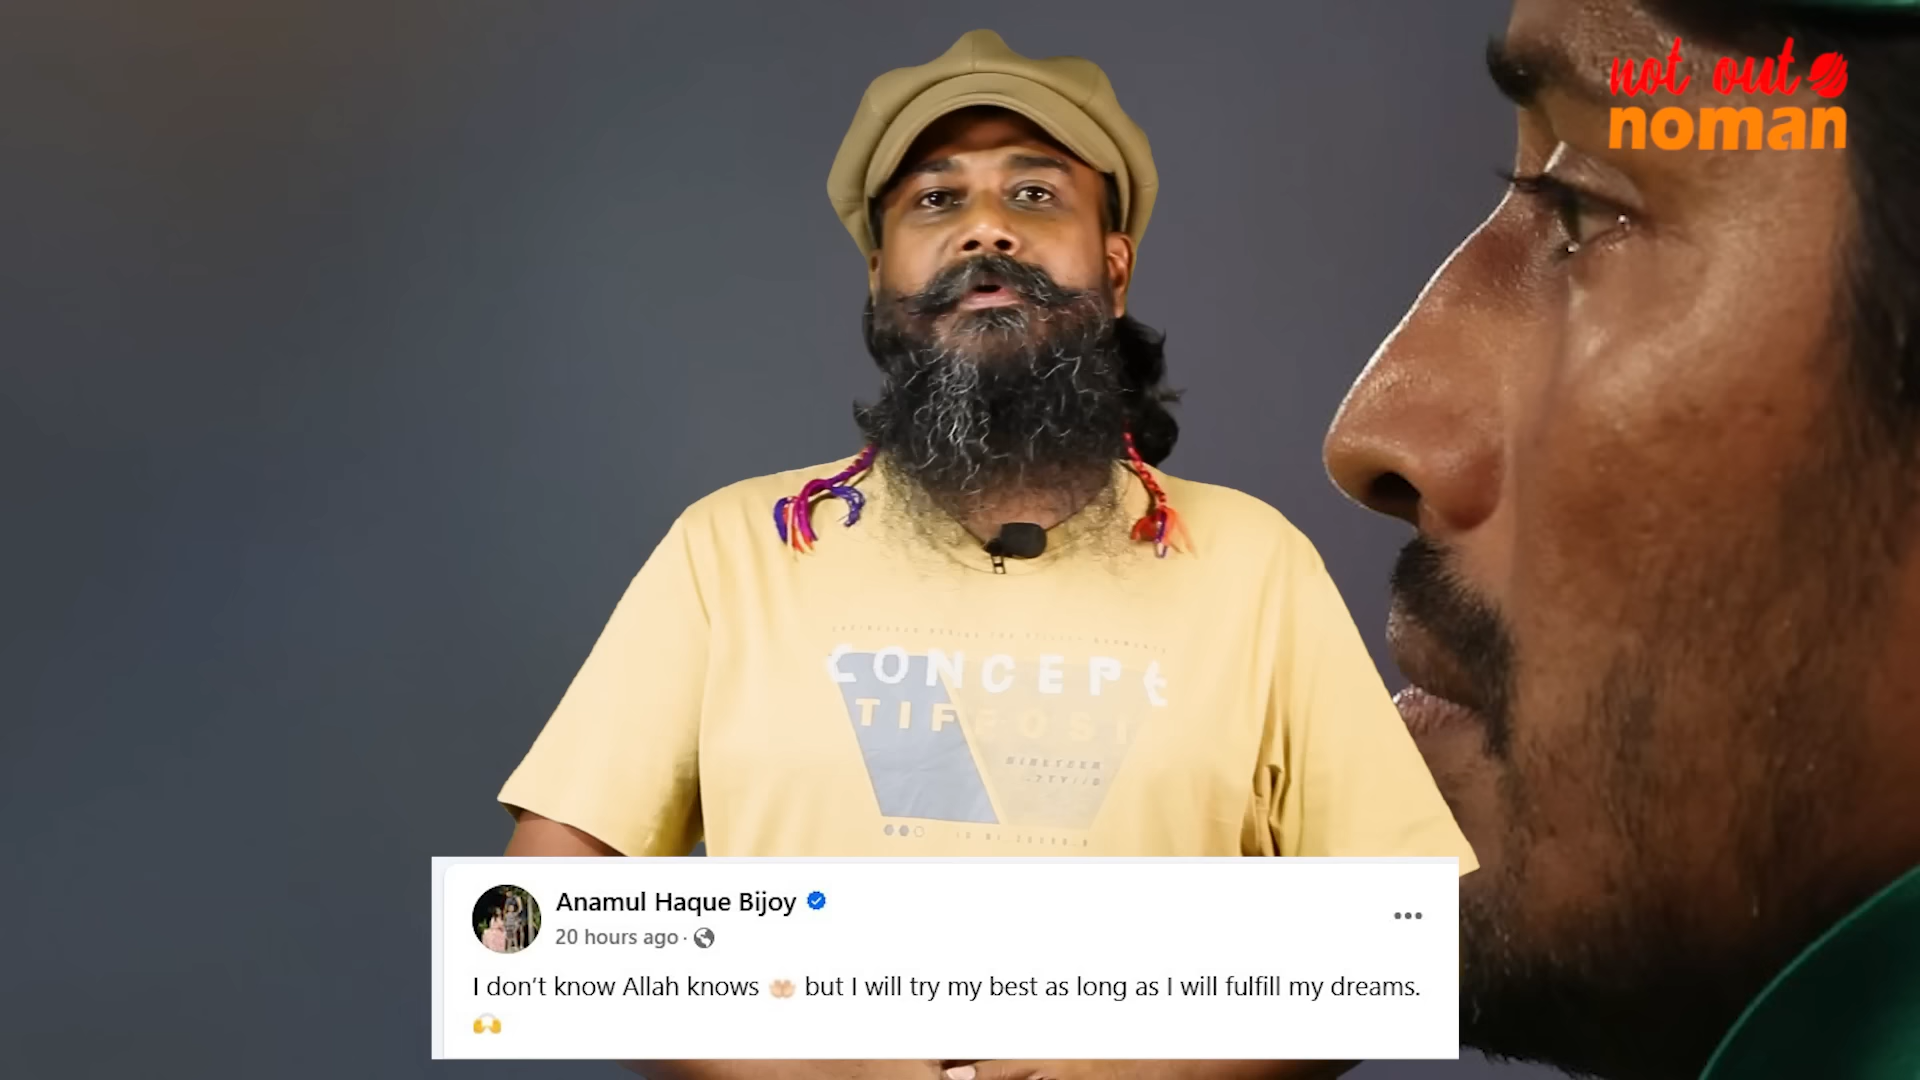 not out
noman
CONCEPT
TIFFOSI
Anamul Haque Bijoy
20 hours ago ·
I don't know Allah knows 🤲🏻 but I will try my best as long as I will fulfill my dreams.
🙌